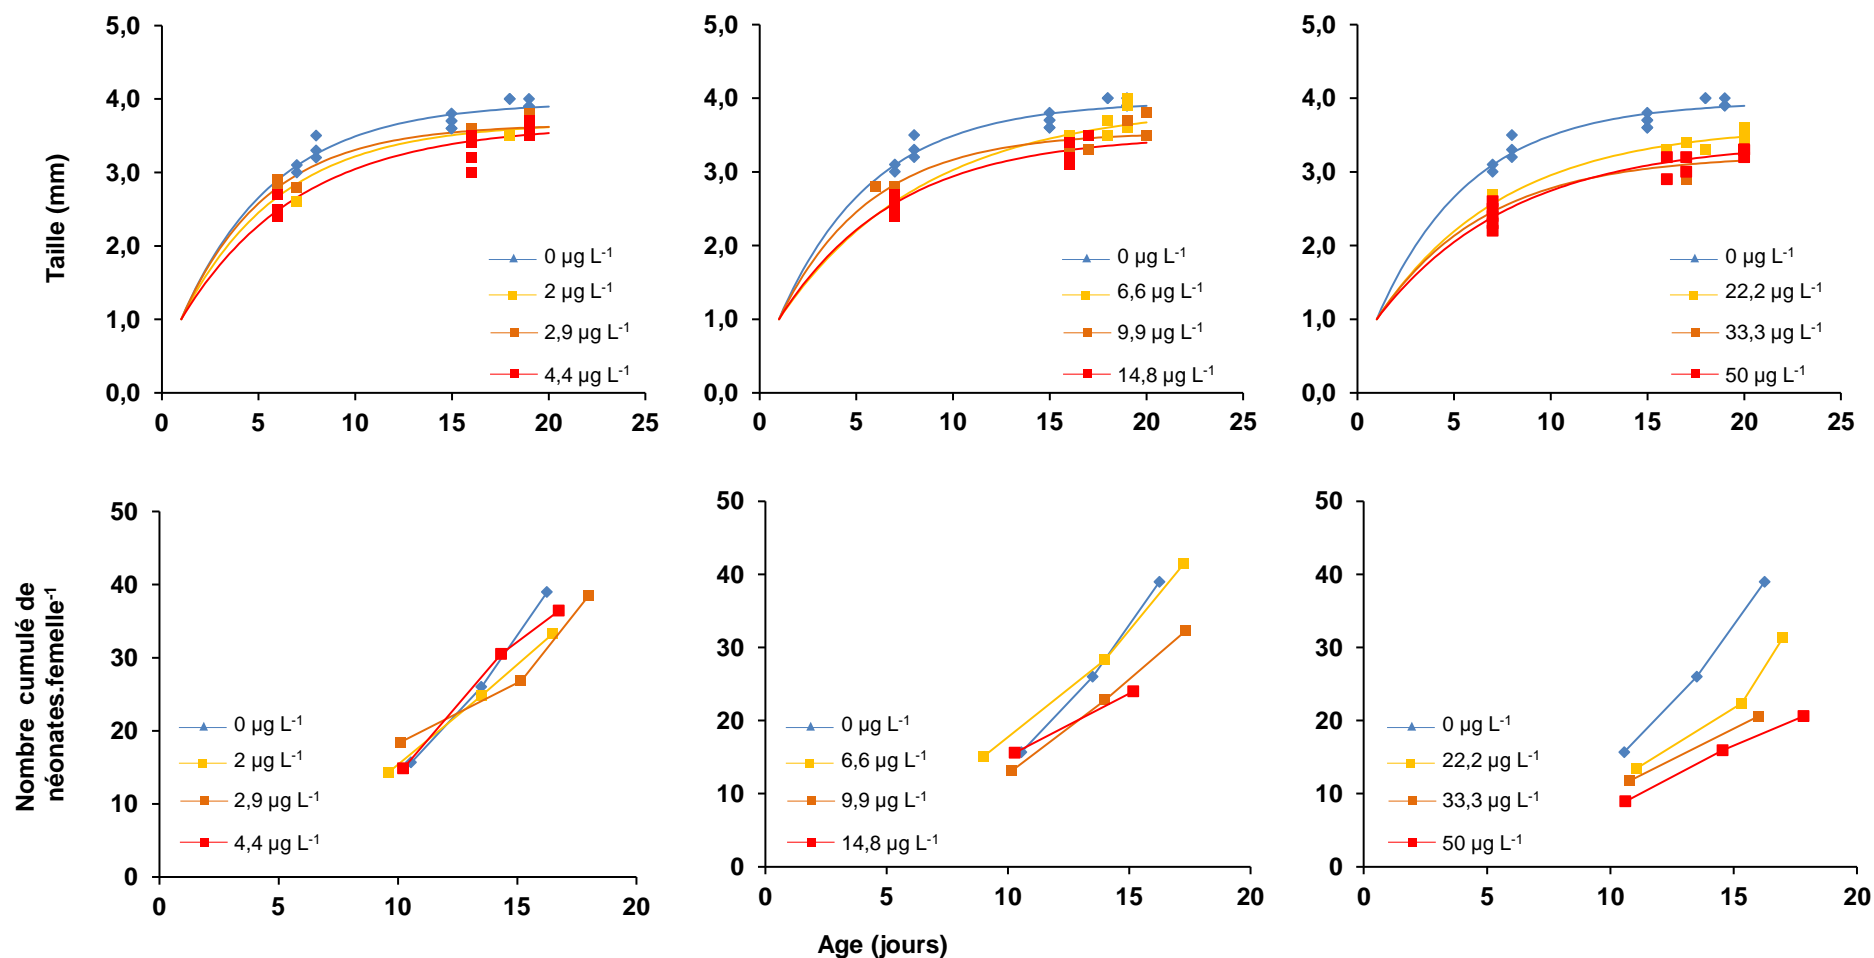 Taille (mm)
5,0
4,0
3,0
2,0
1,0
0,0
0 5 10 15 20 25
0 µg L-1
2 µg L-1
2,9 µg L-1
4,4 µg L-1
5,0
4,0
3,0
2,0
1,0
0,0
0 5 10 15 20 25
0 µg L-1
6,6 µg L-1
9,9 µg L-1
14,8 µg L-1
5,0
4,0
3,0
2,0
1,0
0,0
0 5 10 15 20 25
0 µg L-1
22,2 µg L-1
33,3 µg L-1
50 µg L-1
Nombre cumulé de
néonates.femelle-1
50
40
30
20
10
0
0 5 10 15 20
0 µg L-1
2 µg L-1
2,9 µg L-1
4,4 µg L-1
50
40
30
20
10
0
0 5 10 15 20
0 µg L-1
6,6 µg L-1
9,9 µg L-1
14,8 µg L-1
50
40
30
20
10
0
0 5 10 15 20
0 µg L-1
22,2 µg L-1
33,3 µg L-1
50 µg L-1
Age (jours)